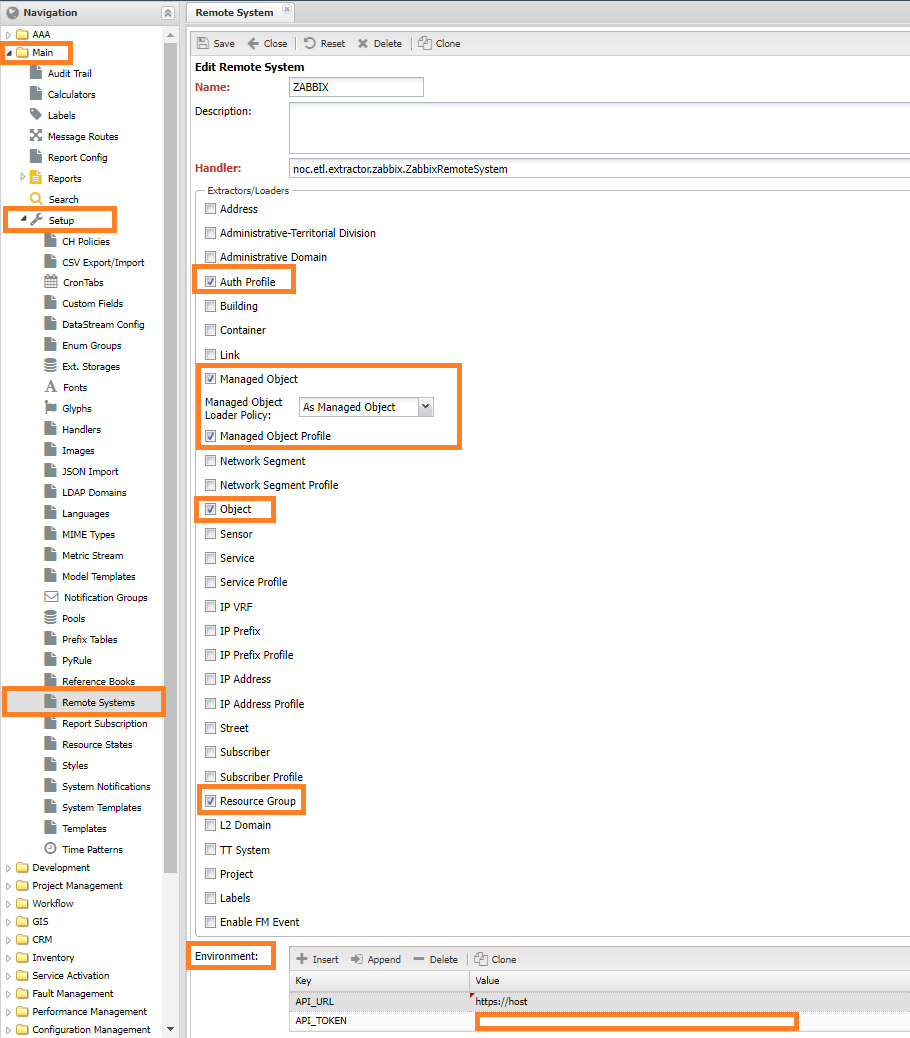 Navigation
AAA
Main
Audit Trail
Calculators
Labels
Message Routes
Report Config
Reports
Search
Setup
CH Policies
CSV Export/Import
CronTabs
Custom Fields
DataStream Config
Enum Groups
Ext. Storages
Fonts
Glyphs
Handlers
Images
JSON Import
LDAP Domains
Languages
MIME Types
Metric Stream
Model Templates
Notification Groups
Pools
Prefix Tables
PyRule
Reference Books
Remote Systems
Report Subscription
Resource States
Styles
System Notifications
System Templates
Templates
Time Patterns
Development
Project Management
Workflow
GIS
CRM
Inventory
Service Activation
Fault Management
Performance Management
Configuration Management
Remote System
Save Close Reset Delete Clone
Edit Remote System
Name: ZABBIX
Description:
Handler: noc.etl.extractor.zabbix.ZabbixRemoteSystem
Extractors/Loaders
Address
Administrative-Territorial Division
Administrative Domain
Auth Profile
Building
Container
Link
Managed Object
Managed Object
Loader Policy: As Managed Object
Managed Object Profile
Network Segment
Network Segment Profile
Object
Sensor
Service
Service Profile
IP VRF
IP Prefix
IP Prefix Profile
IP Address
IP Address Profile
Street
Subscriber
Subscriber Profile
Resource Group
L2 Domain
TT System
Project
Labels
Enable FM Event
Environment: Insert Append Delete Clone
Key Value
API_URL https://host
API_TOKEN